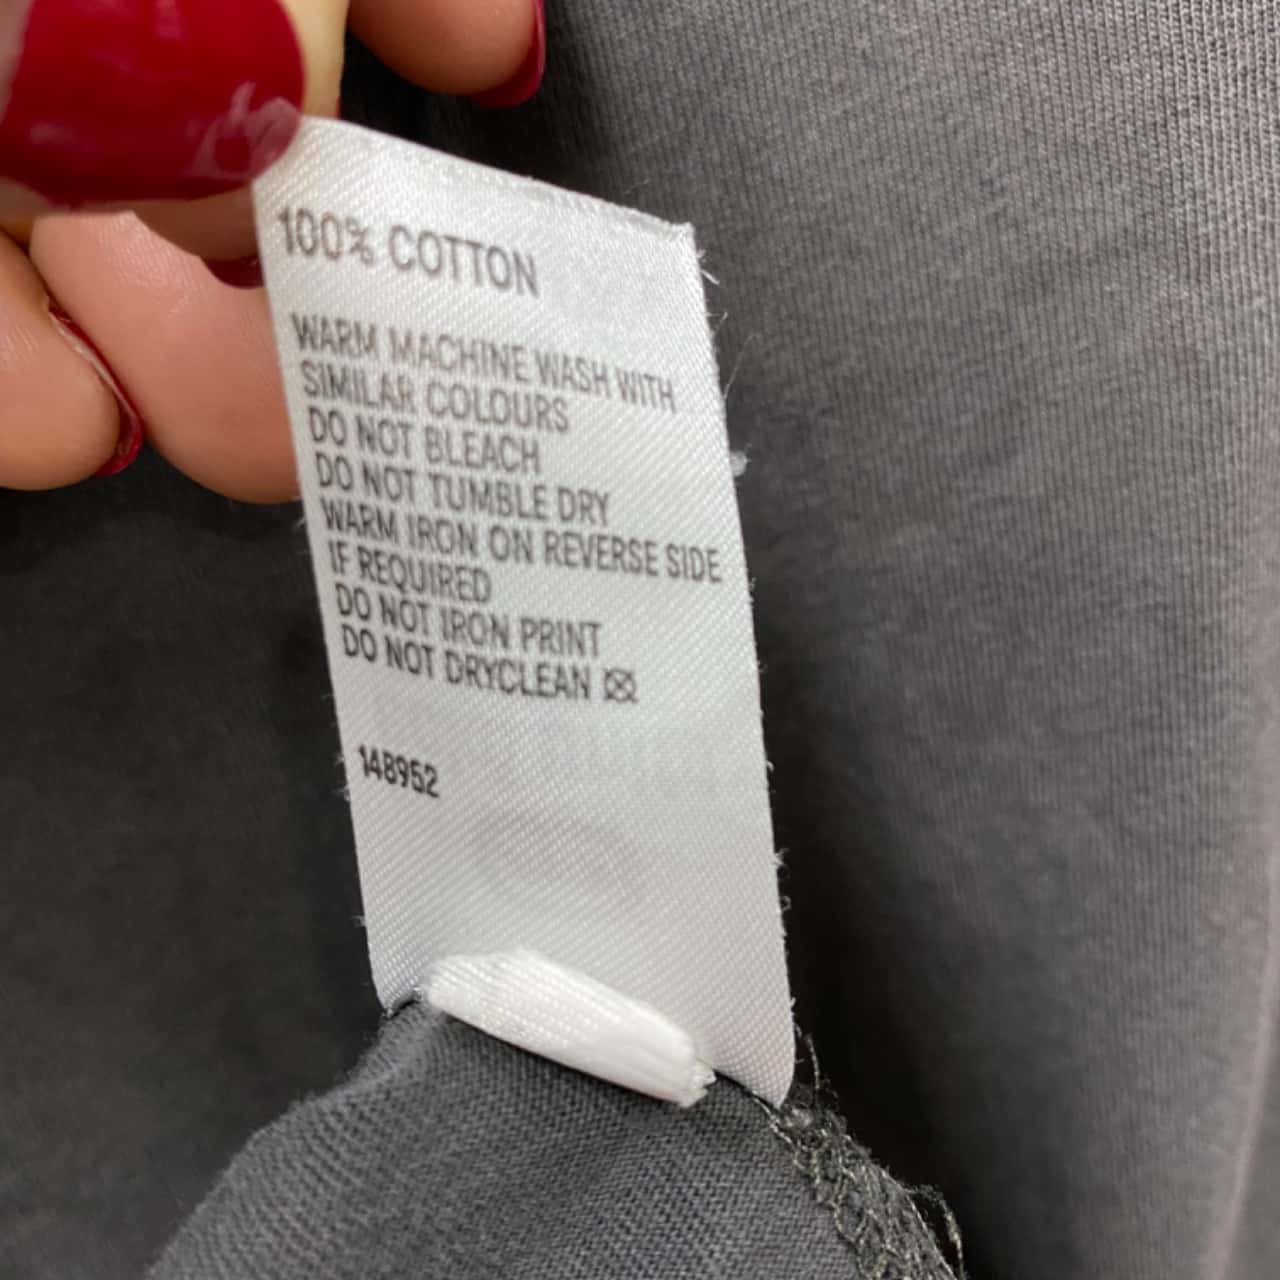 100% COTTON
WARM MACHINE WASH WITH
SIMILAR COLOURS
DO NOT BLEACH
DO NOT TUMBLE DRY
WARM IRON ON REVERSE SIDE
IF REQUIRED
DO NOT IRON PRINT
DO NOT DRYCLEAN
148952